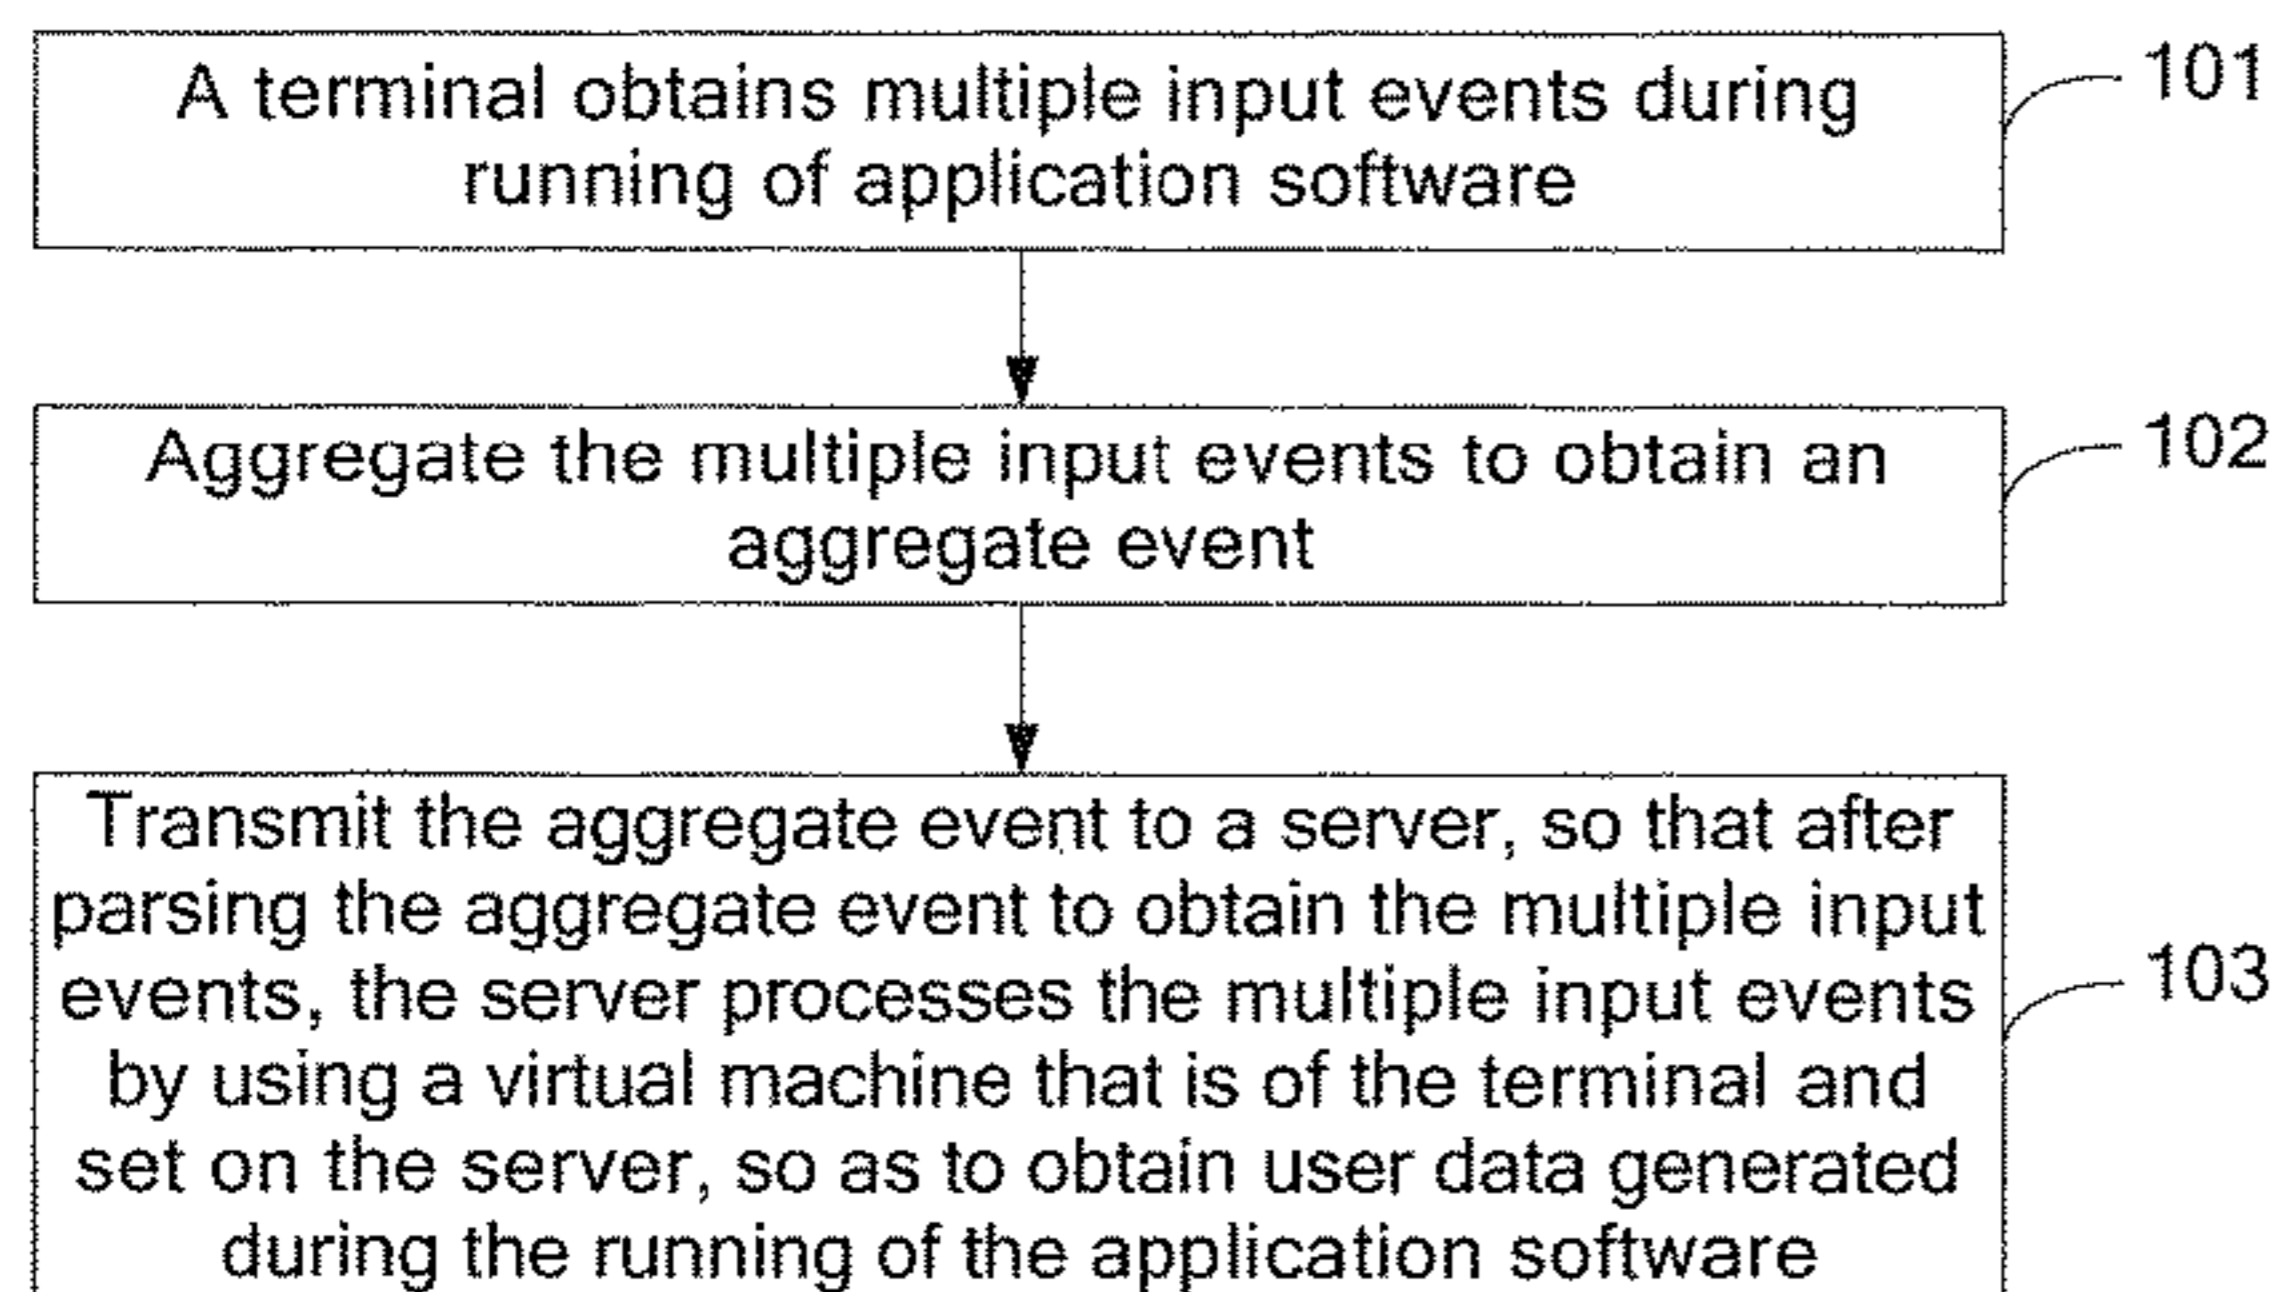 A terminal obtains multiple input events during
running of application software
101
Aggregate the multiple input events to obtain an
aggregate event
102
Transmit the aggregate event to a server, so that after
parsing the aggregate event to obtain the multiple input
events, the server processes the multiple input events
by using a virtual machine that is of the terminal and
set on the server, so as to obtain user data generated
during the running of the application software
103